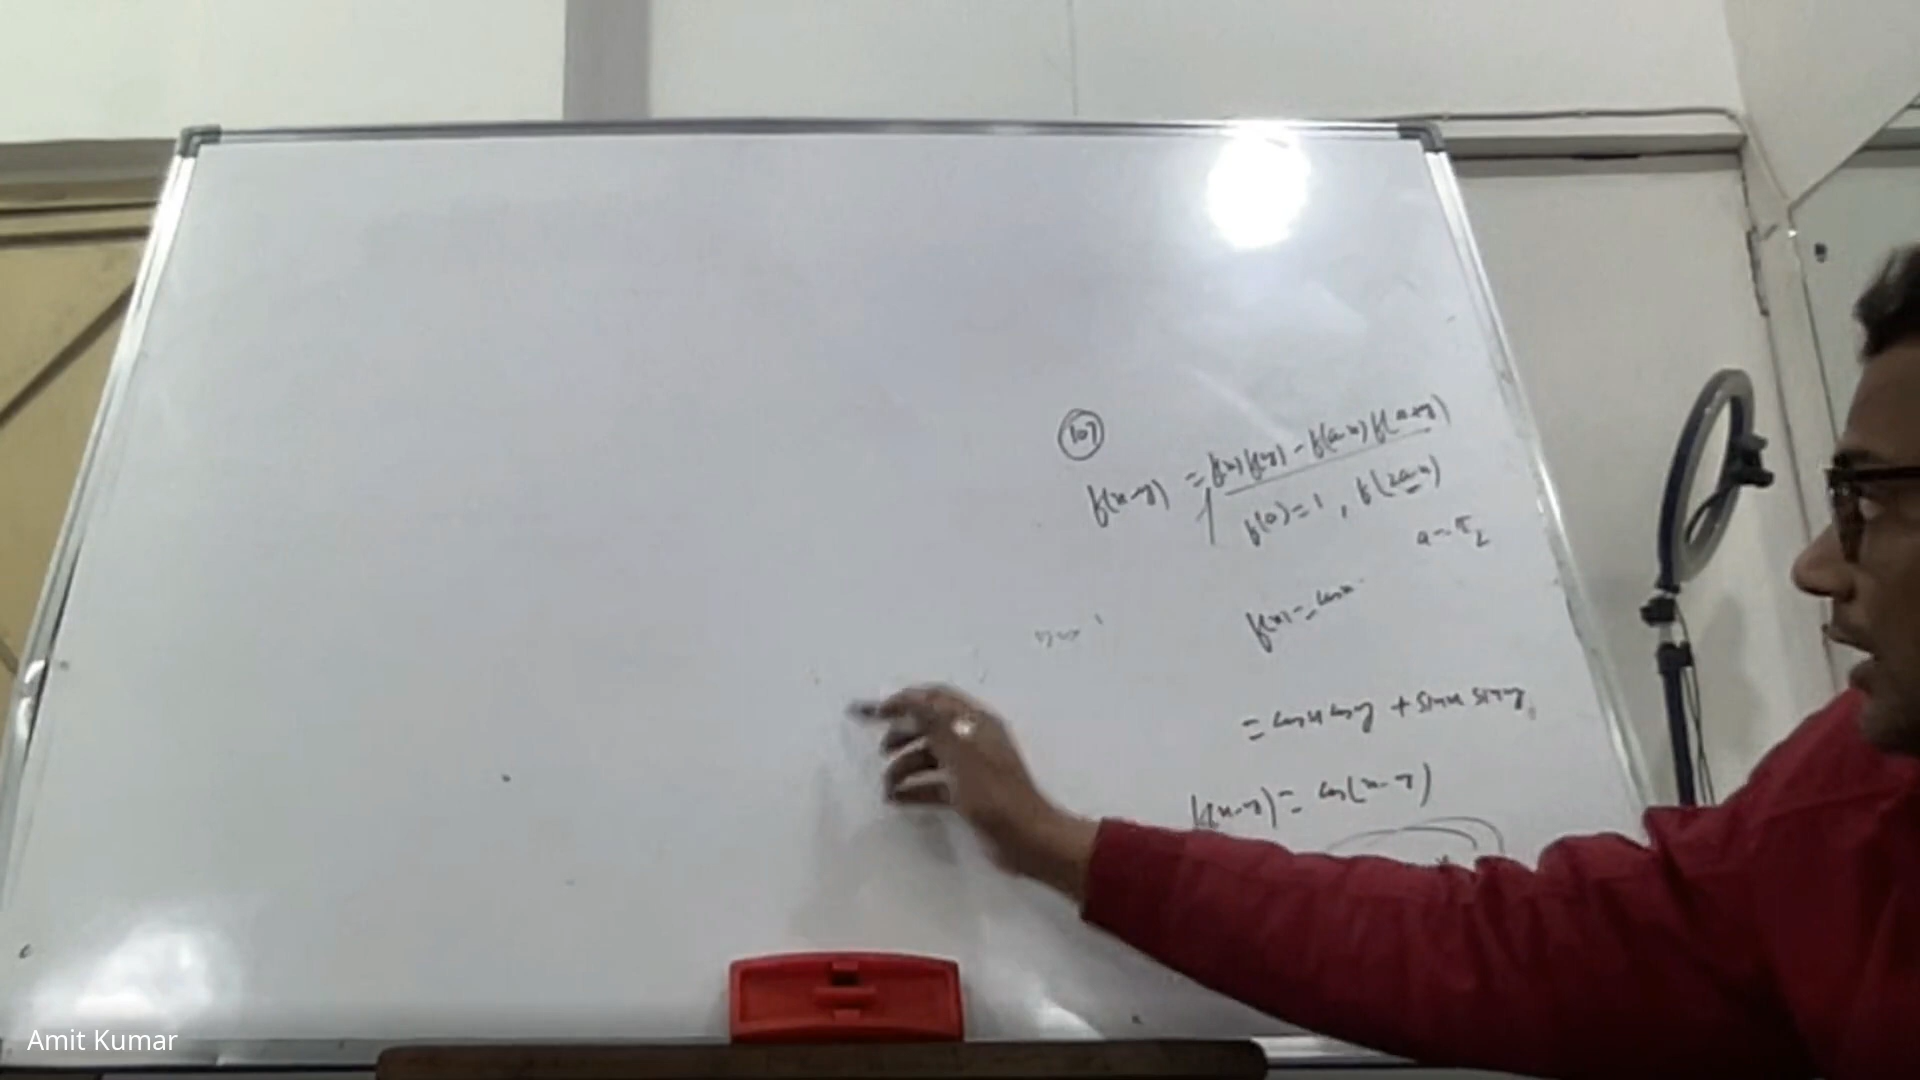 107
f(x-y) = f(x) f(y) - f(a-x) f(a+y)
f(0) = 1, f(2a-x)
a = π/2
f(x) = cos x
= cos x cos y + sin x sin y
f(x-y) = cos(x-y)
Amit Kumar